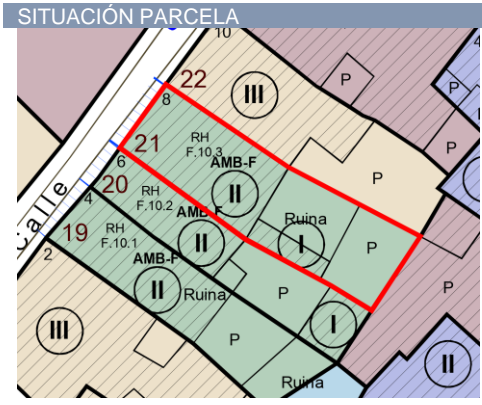 SITUACIÓN PARCELA
10
22
III
P
4
P
8
21
RH
F.10.3
AMB-F
II
P
P
6
20
RH
F.10.2
AMB-F
II
Ruina
I
P
4
19
RH
F.10.1
AMB-F
II
Ruina
P
I
P
2
III
P
Ruina
II
Calle